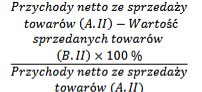 Przychody netto ze sprzedaży
towarów (A.II) − Wartość
sprzedanych towarów
(B.II) × 100 %
Przychody netto ze sprzedaży
towarów (A.II)